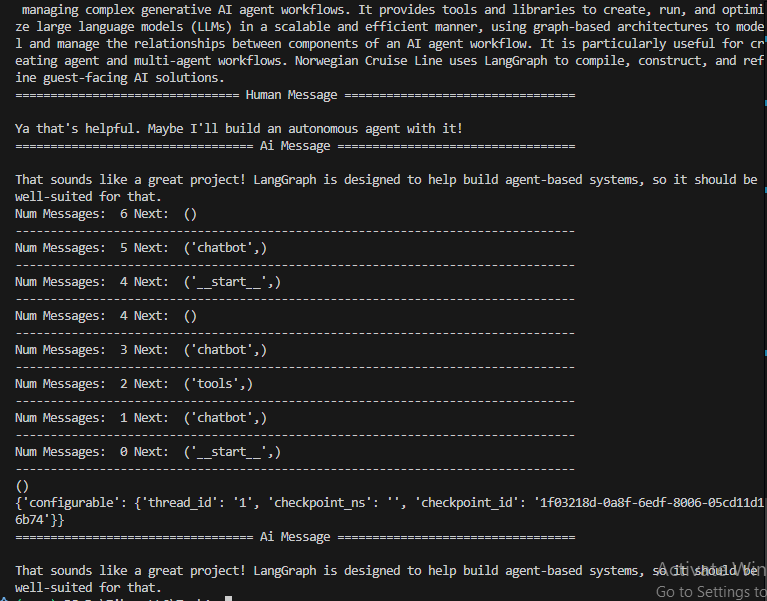 managing complex generative AI agent workflows. It provides tools and libraries to create, run, and optimi
ze large language models (LLMs) in a scalable and efficient manner, using graph-based architectures to mode
l and manage the relationships between components of an AI agent workflow. It is particularly useful for cr
eating agent and multi-agent workflows. Norwegian Cruise Line uses LangGraph to compile, construct, and ref
ine guest-facing AI solutions.
================================ Human Message =================================
Ya that's helpful. Maybe I'll build an autonomous agent with it!
================================== Ai Message ==================================
That sounds like a great project! LangGraph is designed to help build agent-based systems, so it should be
well-suited for that.
Num Messages:  6 Next:  ()
--------------------------------------------------------------------------------
Num Messages:  5 Next:  ('chatbot',)
--------------------------------------------------------------------------------
Num Messages:  4 Next:  ('__start__',)
--------------------------------------------------------------------------------
Num Messages:  4 Next:  ()
--------------------------------------------------------------------------------
Num Messages:  3 Next:  ('chatbot',)
--------------------------------------------------------------------------------
Num Messages:  2 Next:  ('tools',)
--------------------------------------------------------------------------------
Num Messages:  1 Next:  ('chatbot',)
--------------------------------------------------------------------------------
Num Messages:  0 Next:  ('__start__',)
--------------------------------------------------------------------------------
()
{'configurable': {'thread_id': '1', 'checkpoint_ns': '', 'checkpoint_id': '1f03218d-0a8f-6edf-8006-05cd11d1
6b74'}}
================================== Ai Message ==================================
That sounds like a great project! LangGraph is designed to help build agent-based systems, so it should be
well-suited for that.
Activate Win
Go to Settings to